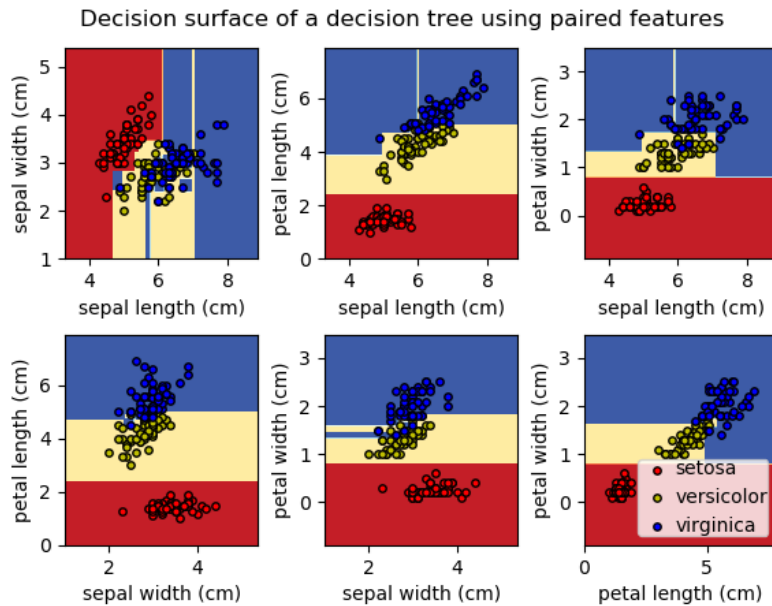 Decision surface of a decision tree using paired features
sepal width (cm)
5
4
3
2
1
4 6 8
sepal length (cm)
petal length (cm)
6
4
2
0
4 6 8
sepal length (cm)
petal width (cm)
3
2
1
0
4 6 8
sepal length (cm)
petal length (cm)
6
4
2
0
2 4
sepal width (cm)
petal width (cm)
3
2
1
0
2 4
sepal width (cm)
petal width (cm)
3
2
1
0
0 5
petal length (cm)
setosa
versicolor
virginica